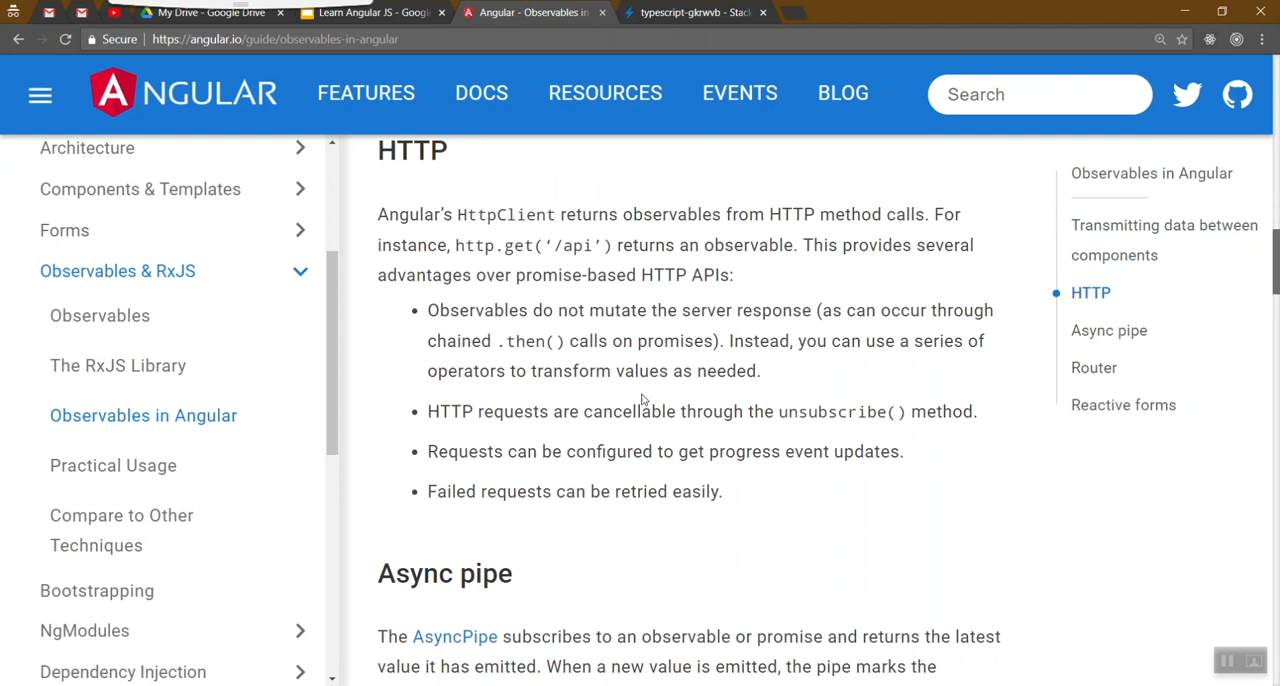 My Drive - Google Drive
Learn Angular JS - Googl
Angular - Observables in
typescript-gkrwvb - Stac
Secure
https://angular.io/guide/observables-in-angular
ANGULAR
FEATURES
DOCS
RESOURCES
EVENTS
BLOG
Search
Architecture
Components & Templates
Forms
Observables & RxJS
Observables
The RxJS Library
Observables in Angular
Practical Usage
Compare to Other
Techniques
Bootstrapping
NgModules
Dependency Injection
HTTP
Angular’s HttpClient returns observables from HTTP method calls. For
instance, http.get(‘/api’) returns an observable. This provides several
advantages over promise-based HTTP APIs:
• Observables do not mutate the server response (as can occur through
chained .then() calls on promises). Instead, you can use a series of
operators to transform values as needed.
• HTTP requests are cancellable through the unsubscribe() method.
• Requests can be configured to get progress event updates.
• Failed requests can be retried easily.
Async pipe
The AsyncPipe subscribes to an observable or promise and returns the latest
value it has emitted. When a new value is emitted, the pipe marks the
Observables in Angular
Transmitting data between
components
HTTP
Async pipe
Router
Reactive forms